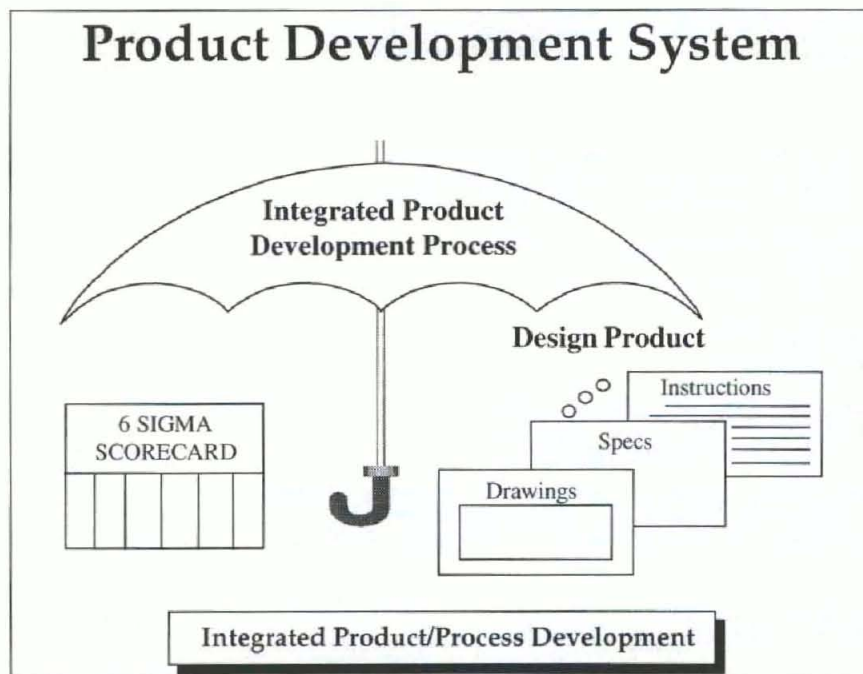 Product Development System
Integrated Product
Development Process
Design Product
6 SIGMA
SCORECARD
Instructions
Specs
Drawings
Integrated Product/Process Development